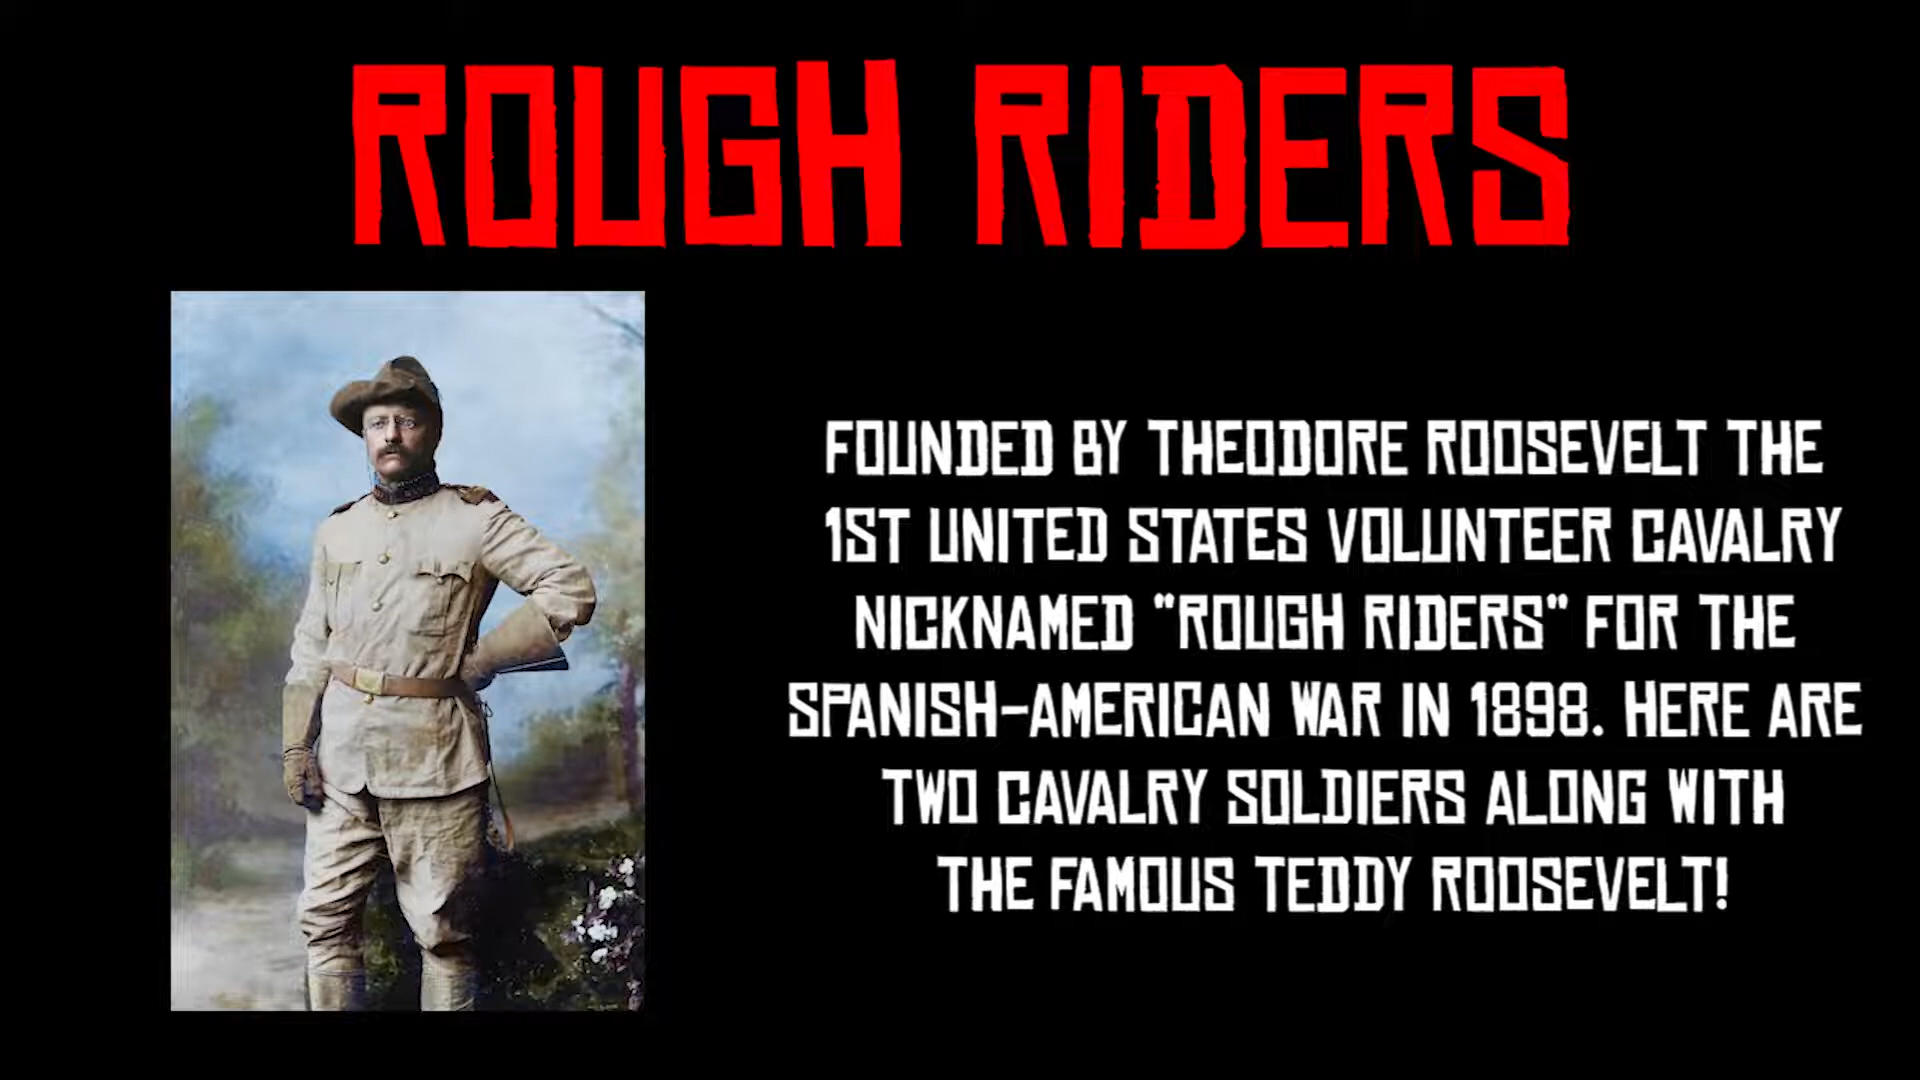 ROUGH RIDERS
FOUNDED BY THEODORE ROOSEVELT THE
1ST UNITED STATES VOLUNTEER CAVALRY
NICKNAMED "ROUGH RIDERS" FOR THE
SPANISH-AMERICAN WAR IN 1898. HERE ARE
TWO CAVALRY SOLDIERS ALONG WITH
THE FAMOUS TEDDY ROOSEVELT!